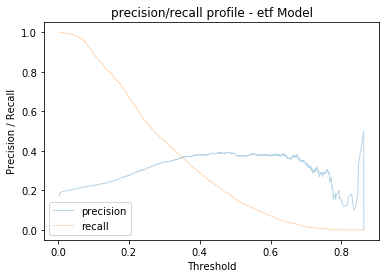 precision/recall profile - etf Model
Precision / Recall
1.0
0.8
0.6
0.4
0.2
0.0
precision
recall
0.0 0.2 0.4 0.6 0.8
Threshold